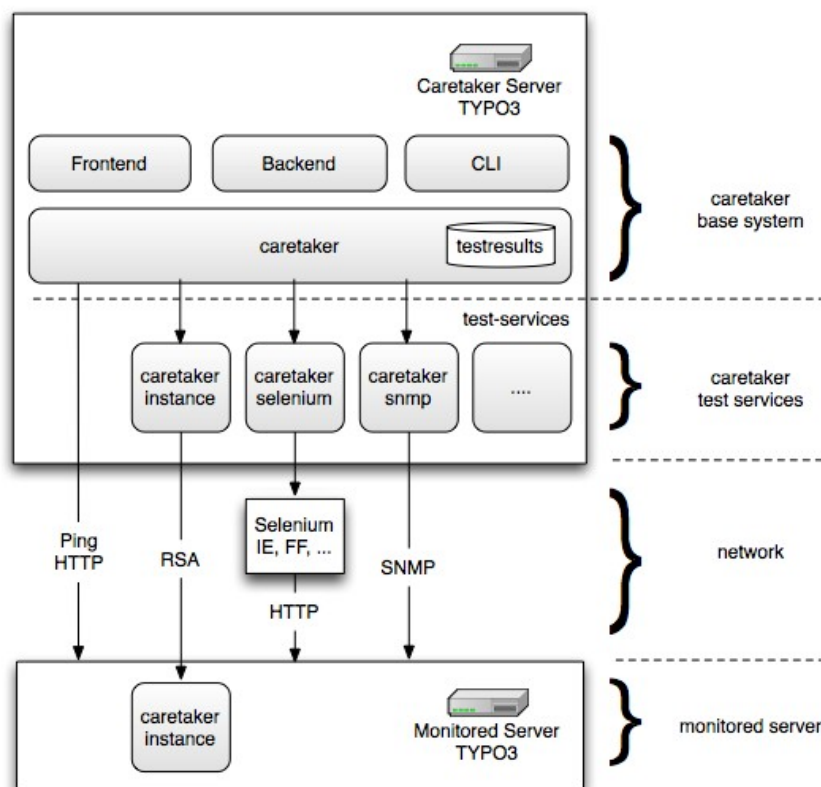 Caretaker Server
TYPO3
Frontend
Backend
CLI
caretaker
testresults
caretaker
base system
test-services
caretaker
instance
caretaker
selenium
caretaker
snmp
....
caretaker
test services
Ping
HTTP
RSA
Selenium
IE, FF, ...
HTTP
SNMP
network
caretaker
instance
Monitored Server
TYPO3
monitored server